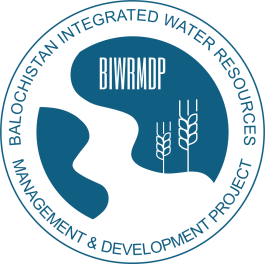 BALOCHISTAN INTEGRATED WATER RESOURCES
BIWRMDP
MANAGEMENT & DEVELOPMENT PROJECT